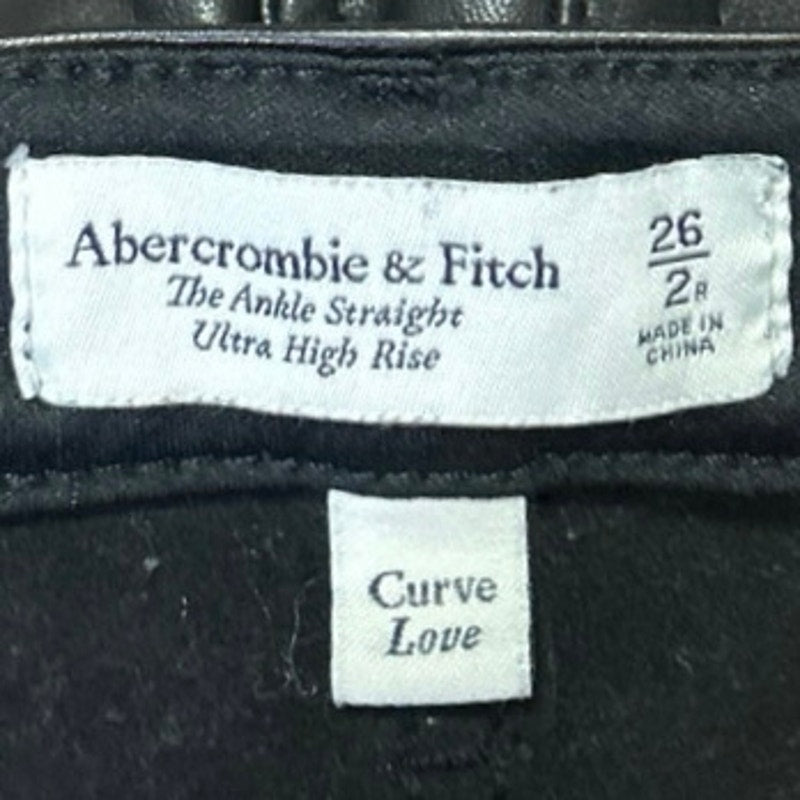 Abercrombie & Fitch
The Ankle Straight
Ultra High Rise
26
2R
MADE IN
CHINA
Curve
Love